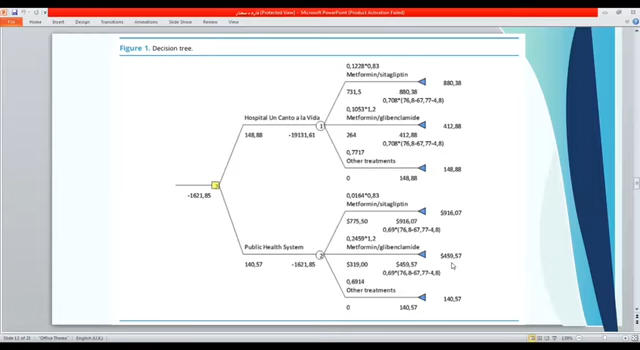 (Protected View) - Microsoft PowerPoint (Product Activation Failed)
File
Home
Insert
Design
Transitions
Animations
Slide Show
Review
View
Figure 1. Decision tree.
0,1228*0,83
Metformin/sitagliptin
731,5
880,38
880,38
0,708*(76,8-67,77-4,8)
0,1053*1,2
Hospital Un Canto a la Vida
Metformin/glibenclamide
1
412,88
148,88
-19131,61
264
412,88
0,708*(76,8-67,77-4,8)
0,7717
Other treatments
148,88
0
148,88
-1621,85
0,0164*0,83
Metformin/sitagliptin
$916,07
$775,50
$916,07
0,69*(76,8-67,77-4,8)
0,2459*1,2
Public Health System
Metformin/glibenclamide
2
$459,57
140,57
-1621,85
$319,00
$459,57
0,69*(76,8-67,77-4,8)
0,6914
Other treatments
140,57
0
140,57
Slide 12 of 21
"Office Theme"
English (U.K.)
138%